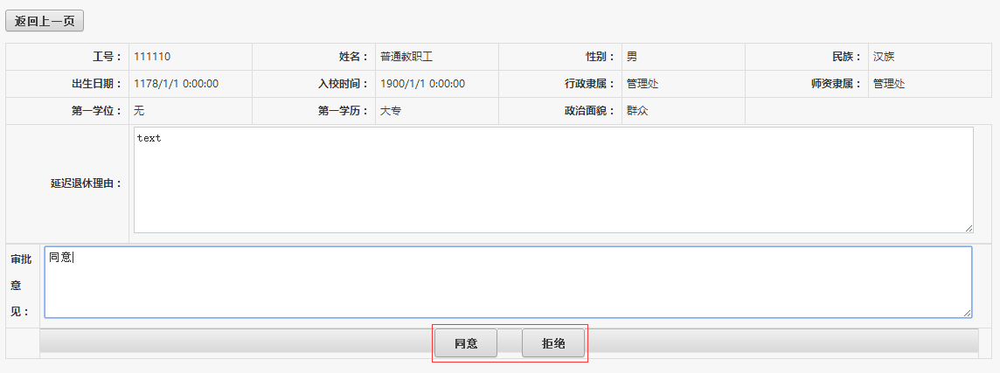 返回上一页
工号： 111110 姓名： 普通教职工 性别： 男 民族： 汉族
出生日期： 1178/1/1 0:00:00 入校时间： 1900/1/1 0:00:00 行政隶属： 管理处 师资隶属： 管理处
第一学位： 无 第一学历： 大专 政治面貌： 群众
text
延迟退休理由：
同意
审批
意
见：
同意 拒绝